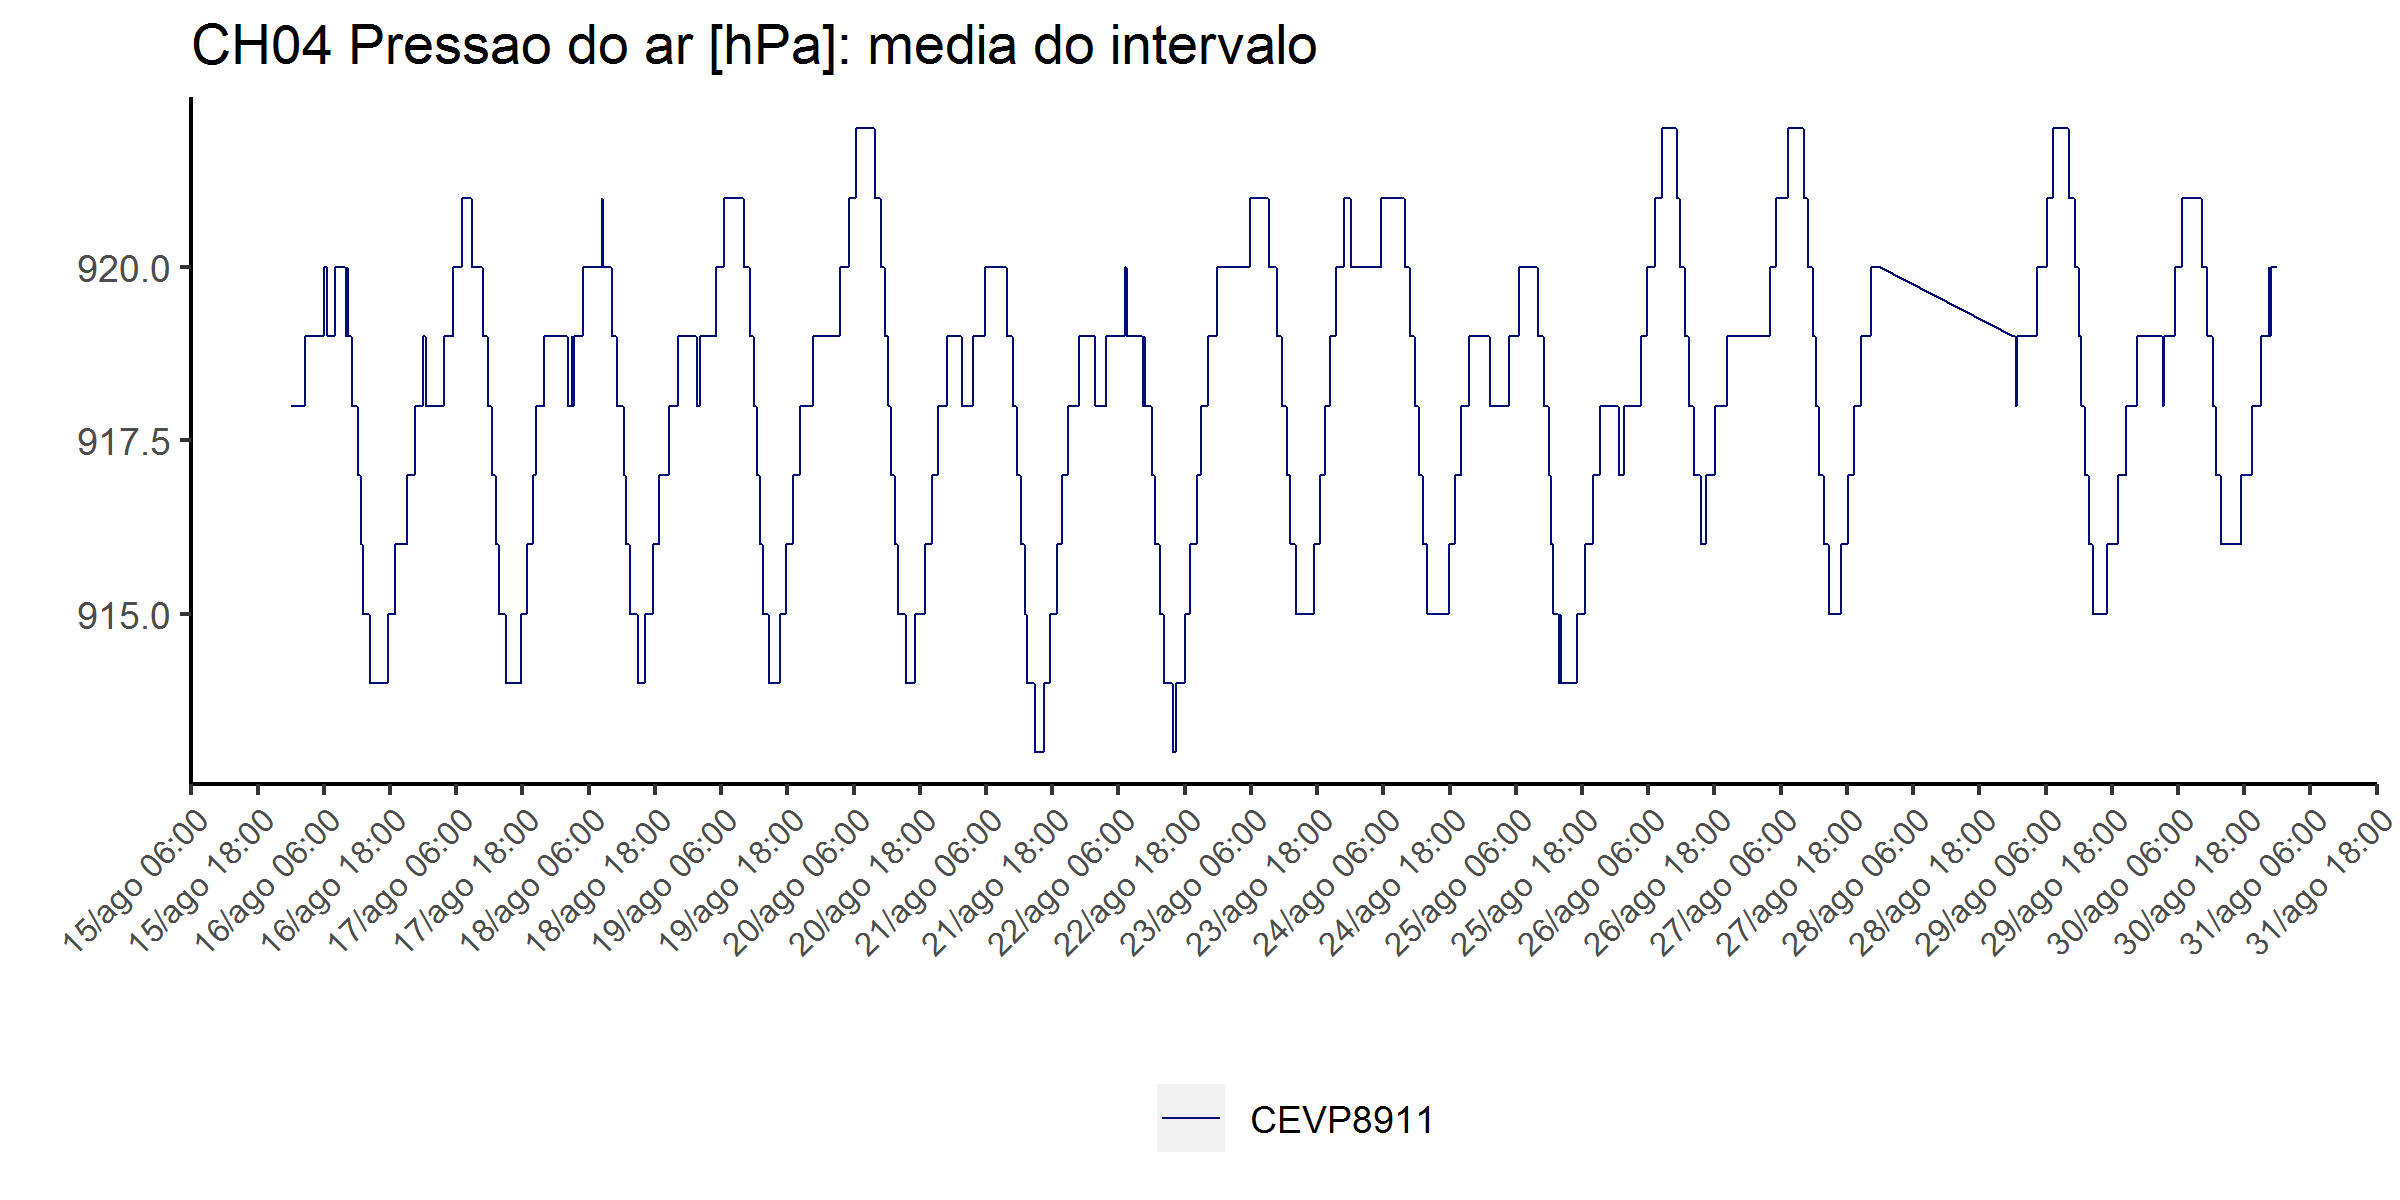 CH04 Pressao do ar [hPa]: media do intervalo
920.0
917.5
915.0
15/ago 06:00
15/ago 18:00
16/ago 06:00
16/ago 18:00
17/ago 06:00
17/ago 18:00
18/ago 06:00
18/ago 18:00
19/ago 06:00
19/ago 18:00
20/ago 06:00
20/ago 18:00
21/ago 06:00
21/ago 18:00
22/ago 06:00
22/ago 18:00
23/ago 06:00
23/ago 18:00
24/ago 06:00
24/ago 18:00
25/ago 06:00
25/ago 18:00
26/ago 06:00
26/ago 18:00
27/ago 06:00
27/ago 18:00
28/ago 06:00
28/ago 18:00
29/ago 06:00
29/ago 18:00
30/ago 06:00
30/ago 18:00
31/ago 06:00
31/ago 18:00
CEVP8911